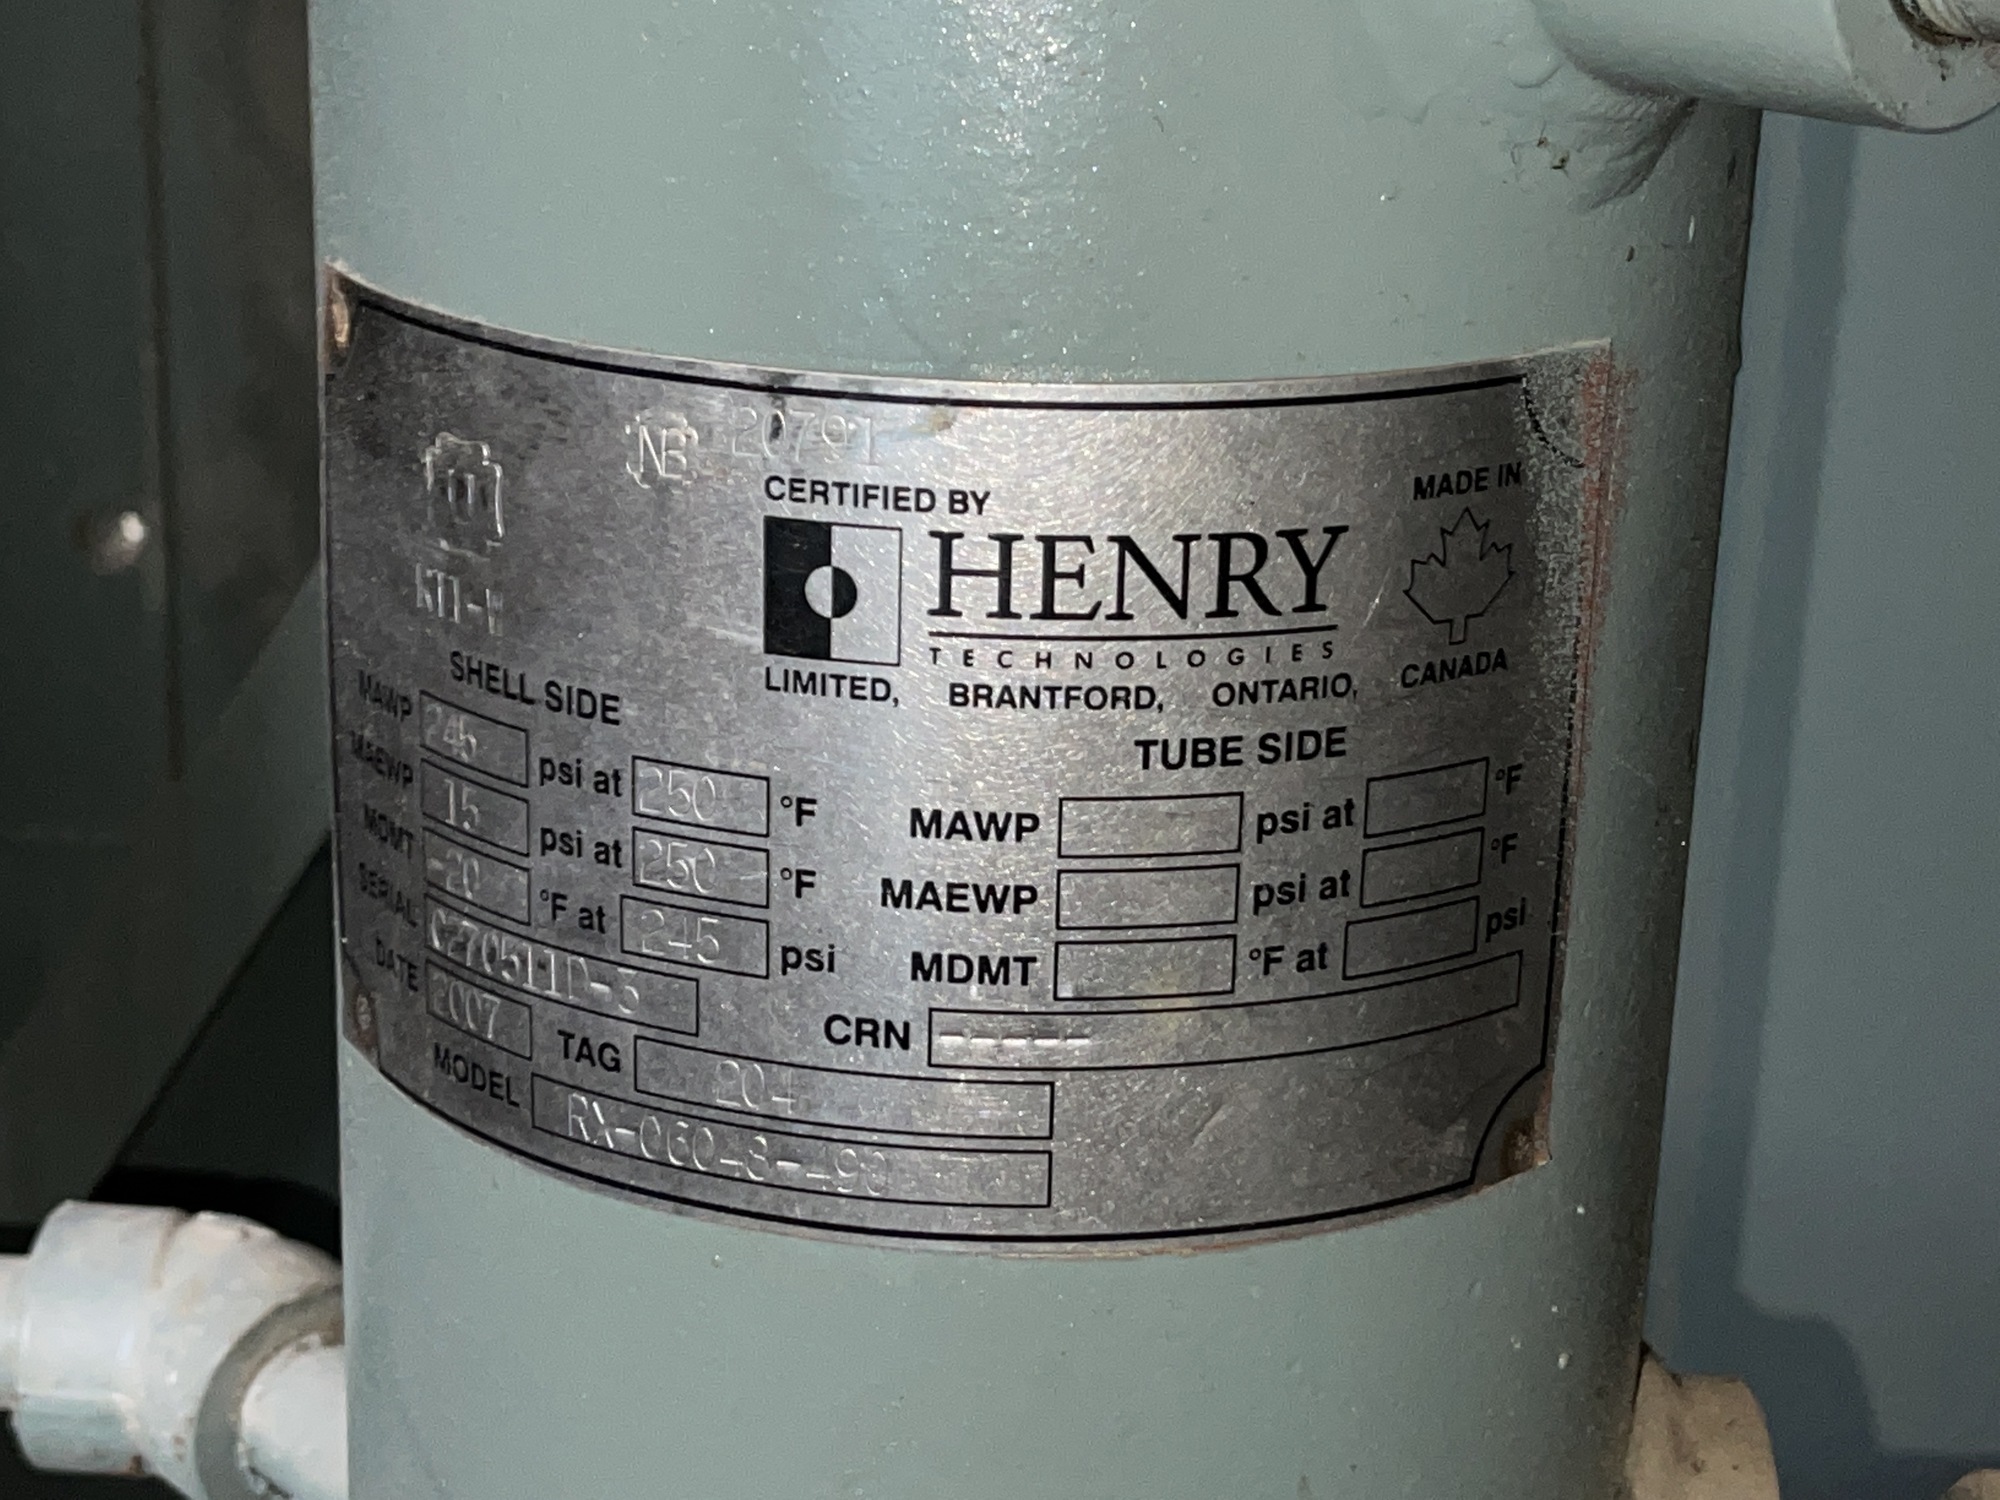 NB 20791
U
RT1-W
CERTIFIED BY
HENRY
TECHNOLOGIES
LIMITED, BRANTFORD, ONTARIO,
MADE IN
CANADA
SHELL SIDE
MAWP 245 psi at 250 °F
MAEWP 15 psi at 250 °F
MDMT -20 °F at 245 psi
SERIAL
DATE 2007 TAG 204
MODEL
TUBE SIDE
MAWP psi at °F
MAEWP psi at °F
MDMT °F at psi
CRN -----